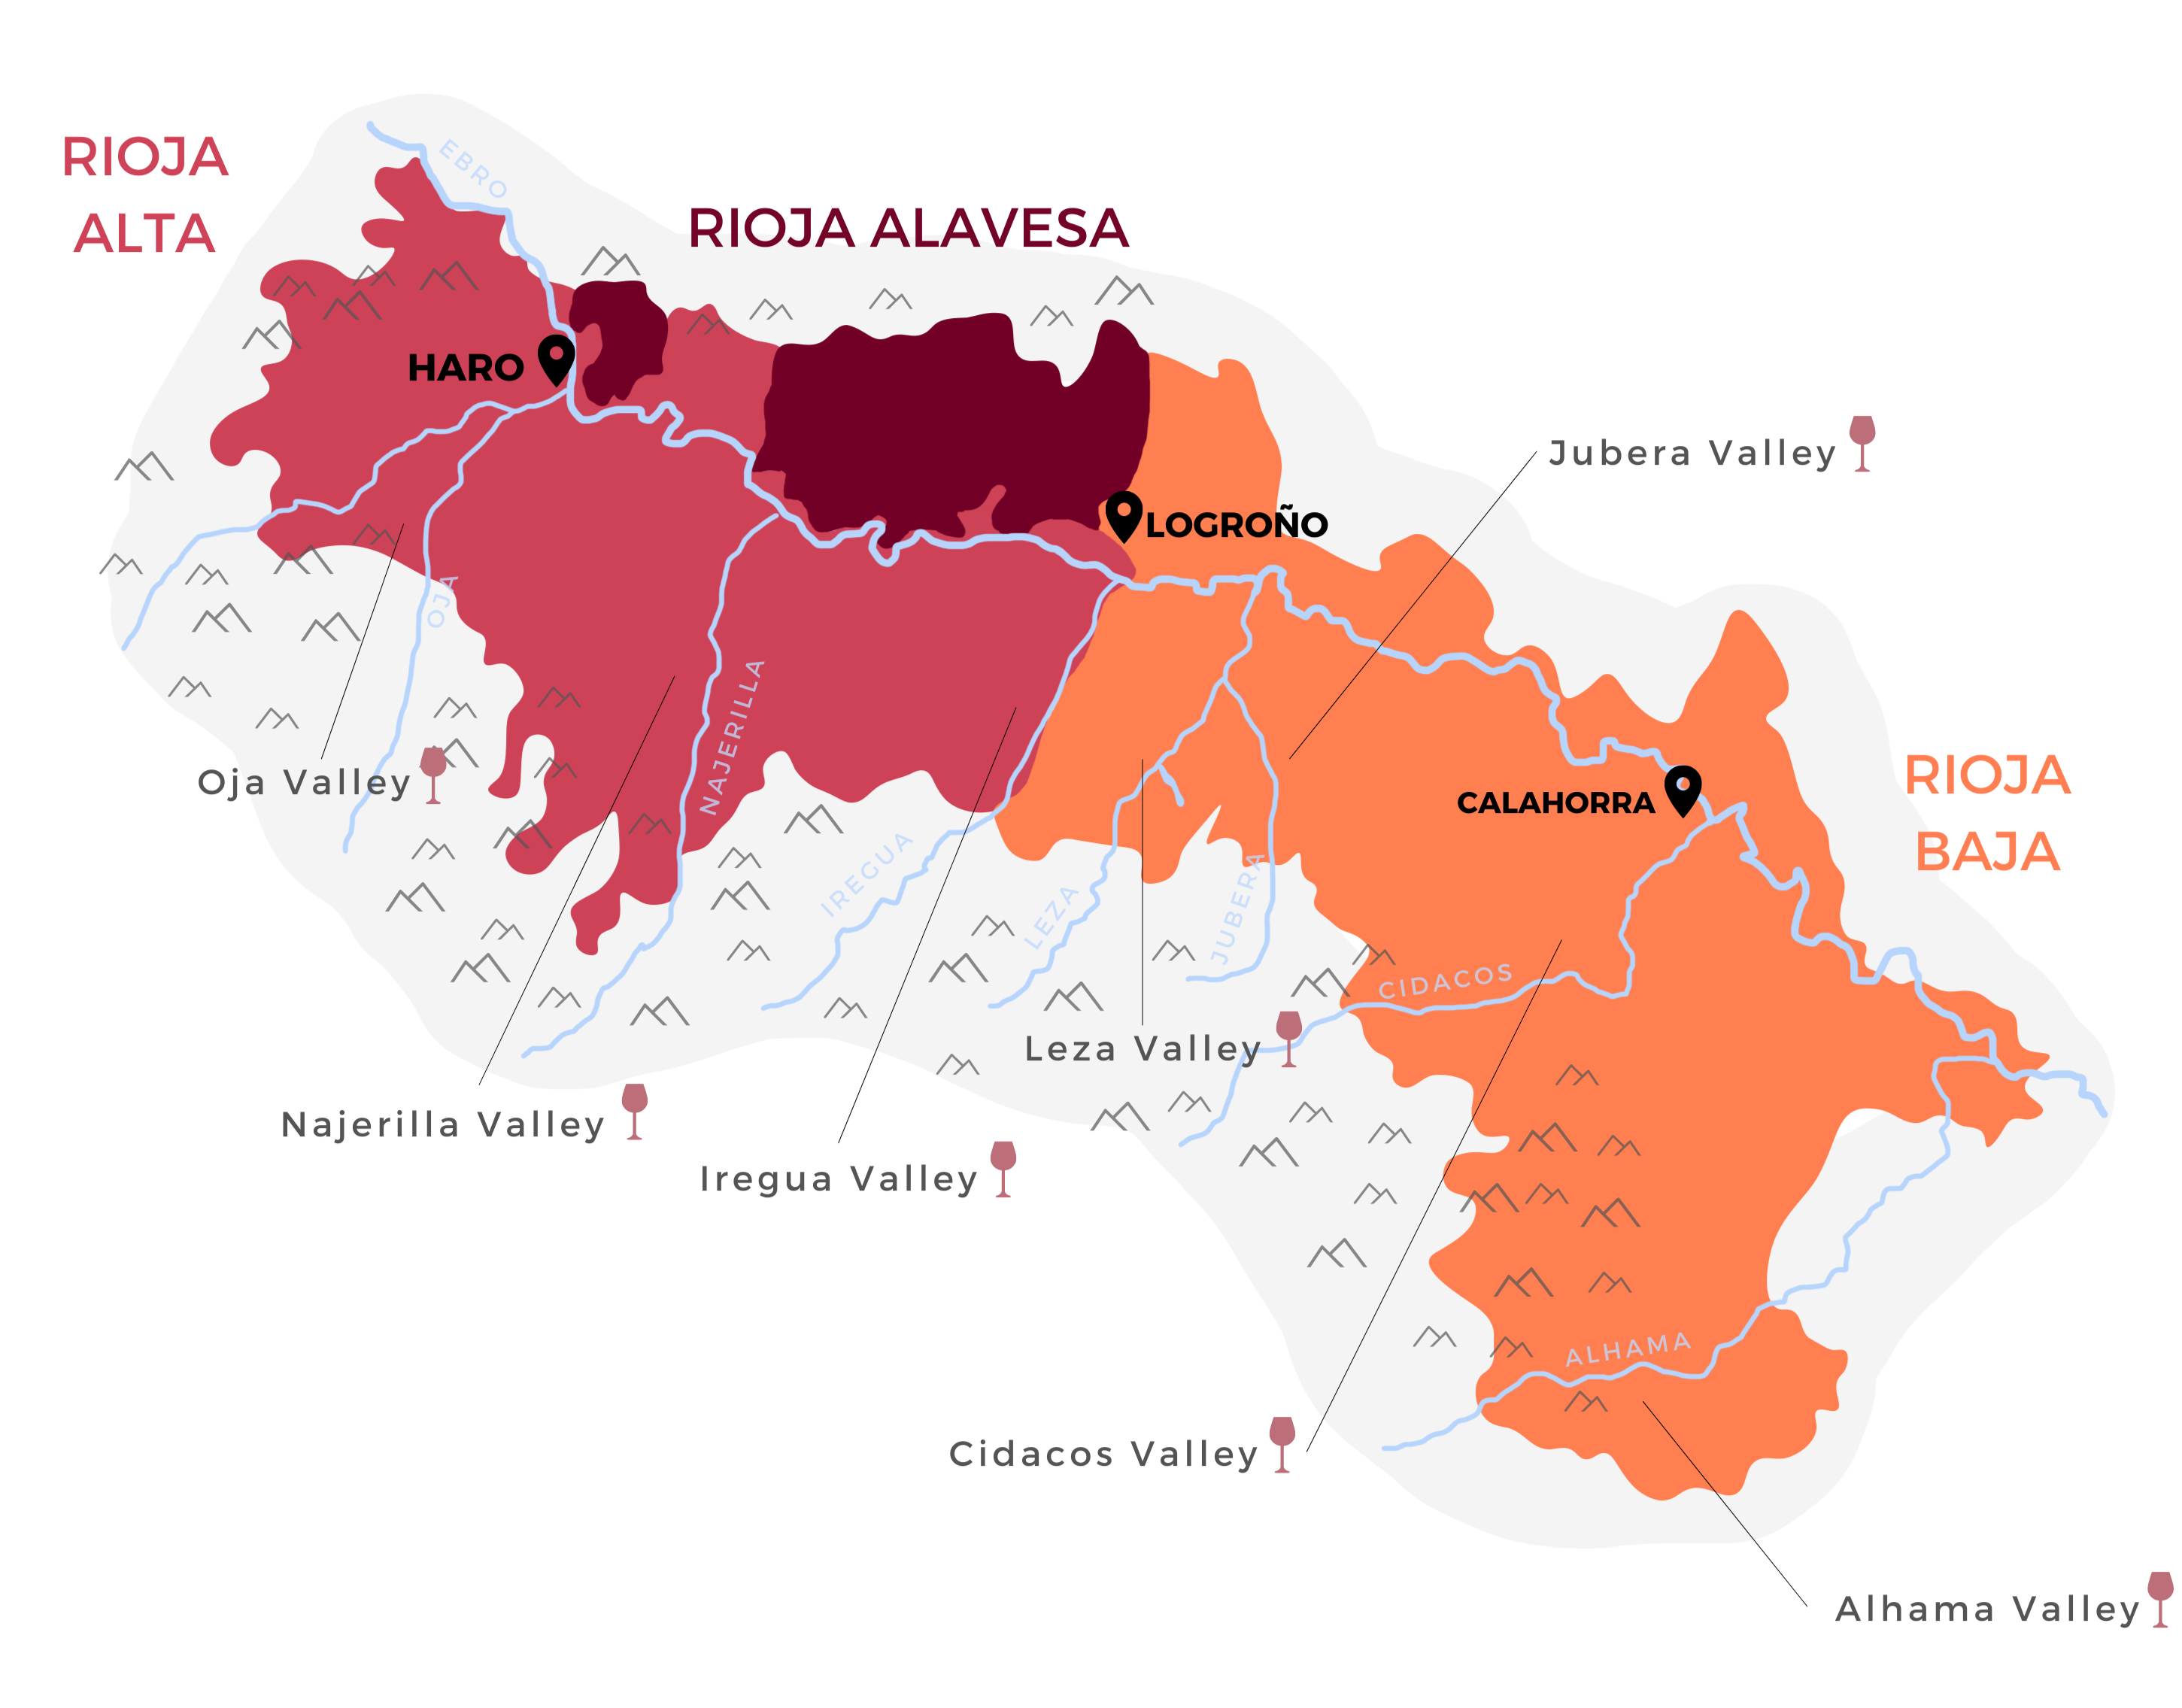 EBRO
RIOJA
ALTA
RIOJA ALAVESA
HARO
Jubera Valley
LOGROÑO
OJA
NAJERILLA
Oja Valley
RIOJA
BAJA
CALAHORRA
IREGUA
LEZA
JUBERA
CIDACOS
Leza Valley
Najerilla Valley
Iregua Valley
ALHAMA
Cidacos Valley
Alhama Valley